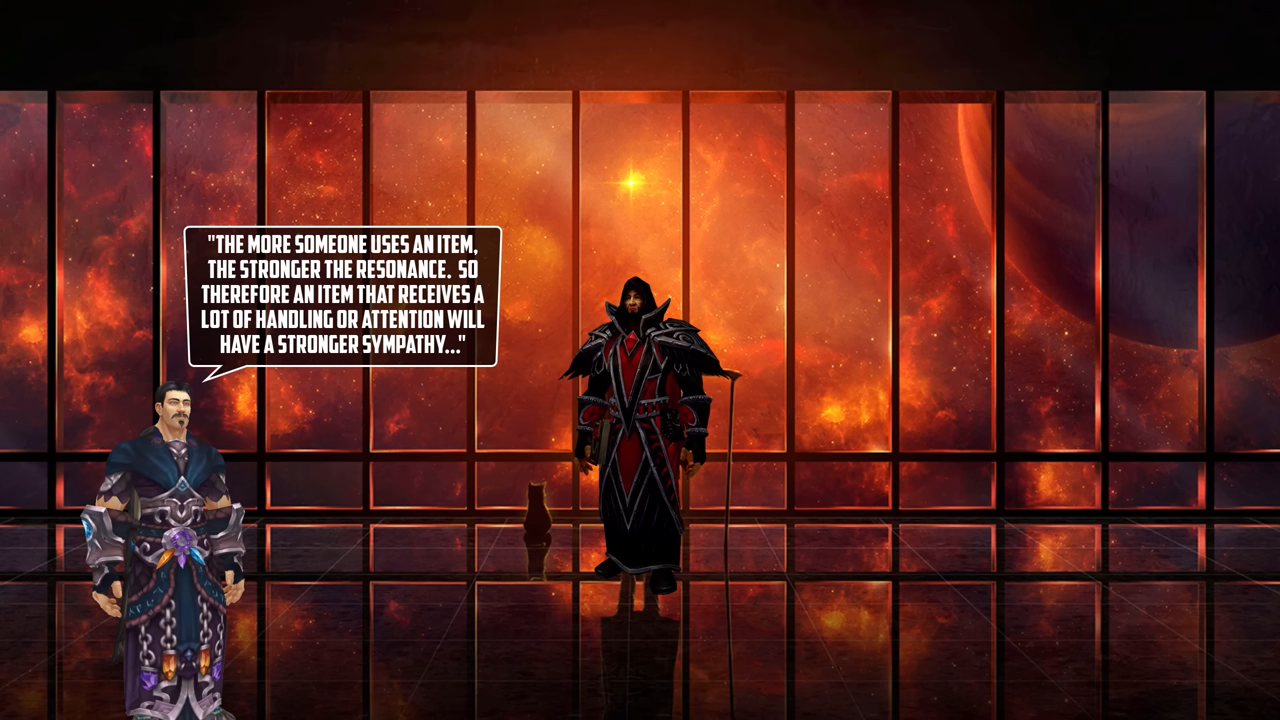 "THE MORE SOMEONE USES AN ITEM,
THE STRONGER THE RESONANCE. SO
THEREFORE AN ITEM THAT RECEIVES A
LOT OF HANDLING OR ATTENTION WILL
HAVE A STRONGER SYMPATHY..."